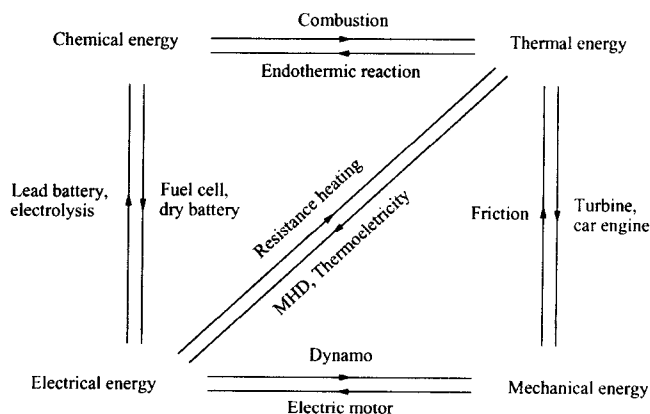 Combustion
Chemical energy
Thermal energy
Endothermic reaction
Resistance heating
MHD, Thermoeletricity
Lead battery,
electrolysis
Fuel cell,
dry battery
Friction
Turbine,
car engine
Dynamo
Electrical energy
Mechanical energy
Electric motor